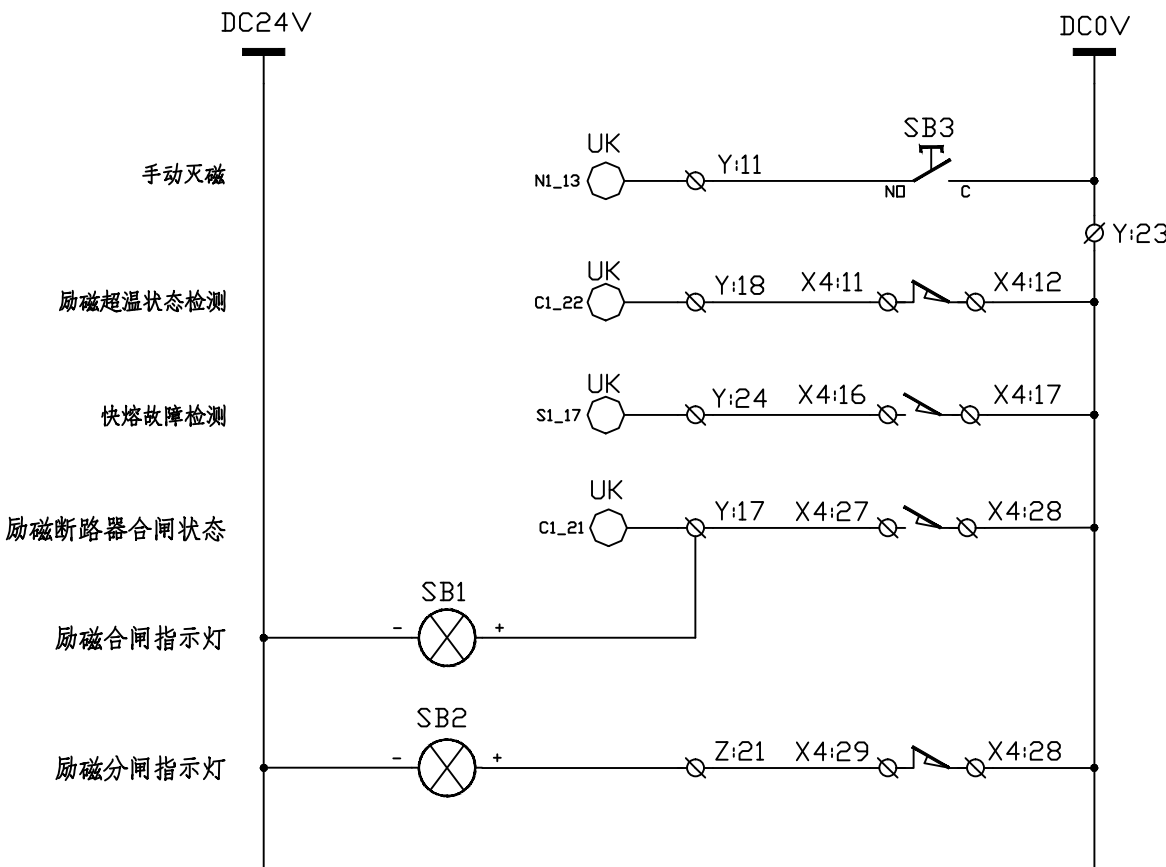 DC24V
DC0V
手动灭磁
UK
N1_13
Y:11
SB3
NO
C
Y:23
励磁超温状态检测
UK
C1_22
Y:18
X4:11
X4:12
快熔故障检测
UK
S1_17
Y:24
X4:16
X4:17
励磁断路器合闸状态
UK
C1_21
Y:17
X4:27
X4:28
励磁合闸指示灯
SB1
-
+
励磁分闸指示灯
SB2
-
+
Z:21
X4:29
X4:28